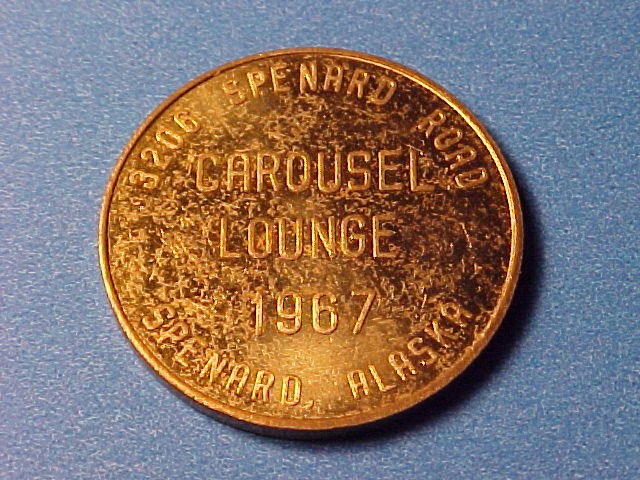 3206 SPENARD ROAD
CAROUSEL
LOUNGE
1967
SPENARD, ALASKA